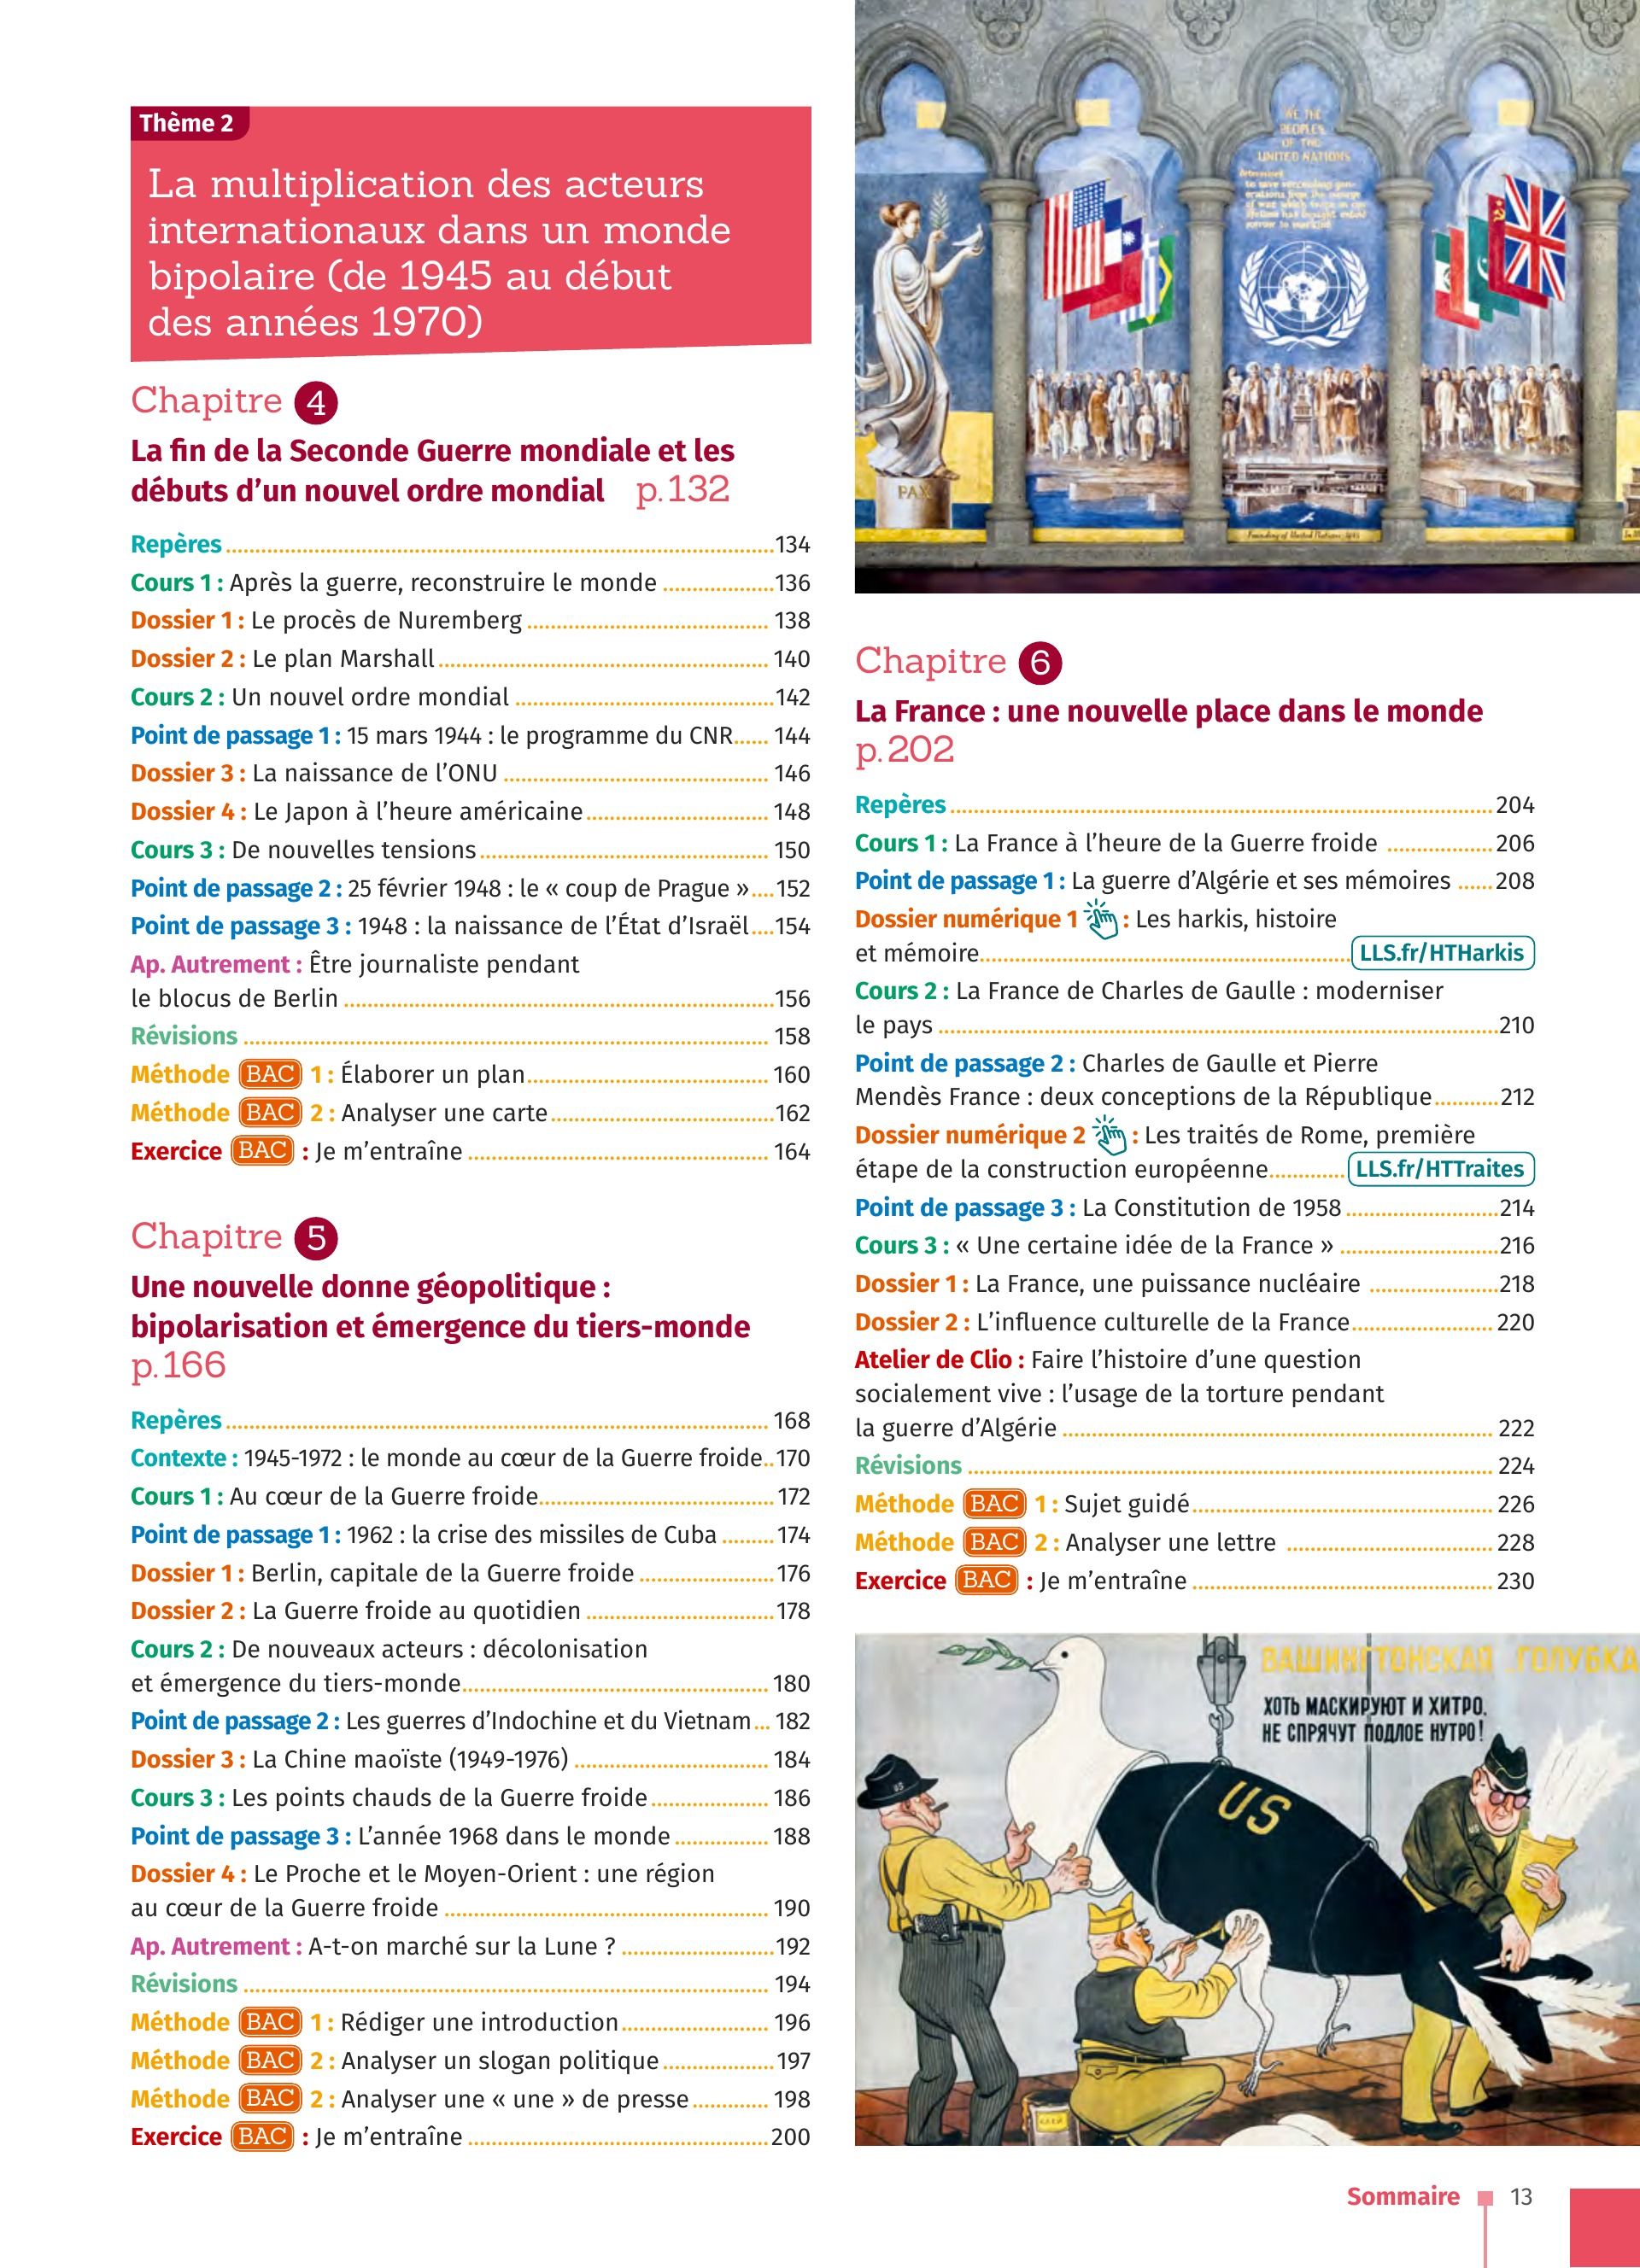 Thème 2
La multiplication des acteurs
internationaux dans un monde
bipolaire (de 1945 au début
des années 1970)
Chapitre 4
La fin de la Seconde Guerre mondiale et les
débuts d’un nouvel ordre mondial p. 132
Repères 134
Cours 1 : Après la guerre, reconstruire le monde 136
Dossier 1 : Le procès de Nuremberg 138
Dossier 2 : Le plan Marshall 140
Cours 2 : Un nouvel ordre mondial 142
Point de passage 1 : 15 mars 1944 : le programme du CNR 144
Dossier 3 : La naissance de l’ONU 146
Dossier 4 : Le Japon à l’heure américaine 148
Cours 3 : De nouvelles tensions 150
Point de passage 2 : 25 février 1948 : le « coup de Prague » 152
Point de passage 3 : 1948 : la naissance de l’État d’Israël 154
Ap. Autrement : Être journaliste pendant
le blocus de Berlin 156
Révisions 158
Méthode BAC 1 : Élaborer un plan 160
Méthode BAC 2 : Analyser une carte 162
Exercice BAC : Je m’entraîne 164
Chapitre 5
Une nouvelle donne géopolitique :
bipolarisation et émergence du tiers-monde
p. 166
Repères 168
Contexte : 1945-1972 : le monde au cœur de la Guerre froide 170
Cours 1 : Au cœur de la Guerre froide 172
Point de passage 1 : 1962 : la crise des missiles de Cuba 174
Dossier 1 : Berlin, capitale de la Guerre froide 176
Dossier 2 : La Guerre froide au quotidien 178
Cours 2 : De nouveaux acteurs : décolonisation
et émergence du tiers-monde 180
Point de passage 2 : Les guerres d’Indochine et du Vietnam 182
Dossier 3 : La Chine maoïste (1949-1976) 184
Cours 3 : Les points chauds de la Guerre froide 186
Point de passage 3 : L’année 1968 dans le monde 188
Dossier 4 : Le Proche et le Moyen-Orient : une région
au cœur de la Guerre froide 190
Ap. Autrement : A-t-on marché sur la Lune ? 192
Révisions 194
Méthode BAC 1 : Rédiger une introduction 196
Méthode BAC 2 : Analyser un slogan politique 197
Méthode BAC 2 : Analyser une « une » de presse 198
Exercice BAC : Je m’entraîne 200
WE THE
PEOPLES
OF THE
UNITED NATIONS
PAX
Founding of United Nations 1945
Chapitre 6
La France : une nouvelle place dans le monde
p. 202
Repères 204
Cours 1 : La France à l’heure de la Guerre froide 206
Point de passage 1 : La guerre d’Algérie et ses mémoires 208
Dossier numérique 1 : Les harkis, histoire
et mémoire LLS.fr/HTHarkis
Cours 2 : La France de Charles de Gaulle : moderniser
le pays 210
Point de passage 2 : Charles de Gaulle et Pierre
Mendès France : deux conceptions de la République 212
Dossier numérique 2 : Les traités de Rome, première
étape de la construction européenne LLS.fr/HTTraites
Point de passage 3 : La Constitution de 1958 214
Cours 3 : « Une certaine idée de la France » 216
Dossier 1 : La France, une puissance nucléaire 218
Dossier 2 : L’influence culturelle de la France 220
Atelier de Clio : Faire l’histoire d’une question
socialement vive : l’usage de la torture pendant
la guerre d’Algérie 222
Révisions 224
Méthode BAC 1 : Sujet guidé 226
Méthode BAC 2 : Analyser une lettre 228
Exercice BAC : Je m’entraîne 230
ВАШИНГТОНСКАЯ ГОЛУБКА
ХОТЬ МАСКИРУЮТ И ХИТРО,
НЕ СПРЯЧУТ ПОДЛОЕ НУТРО!
US
US
Sommaire 13